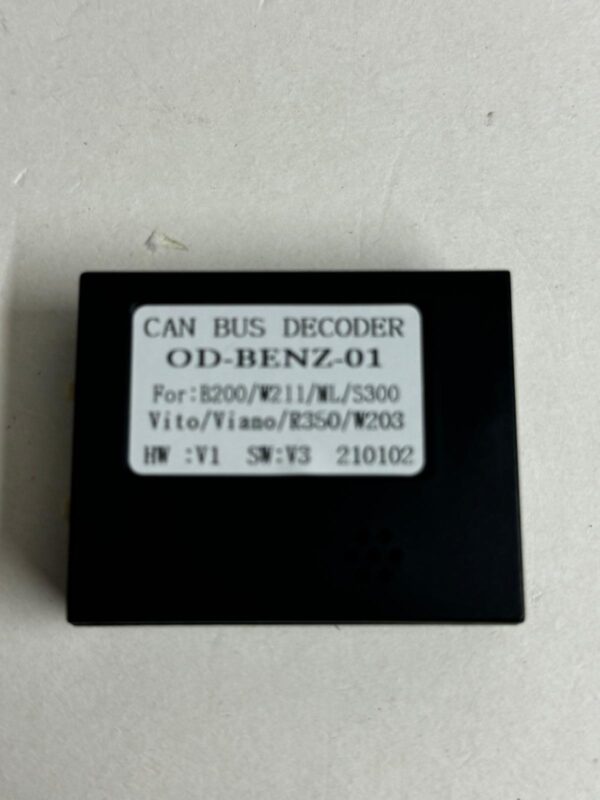 CAN BUS DECODER
OD-BENZ-01
For:B200/W211/ML/S300
Vito/Viano/R350/W203
HW :V1 SW:V3 210102